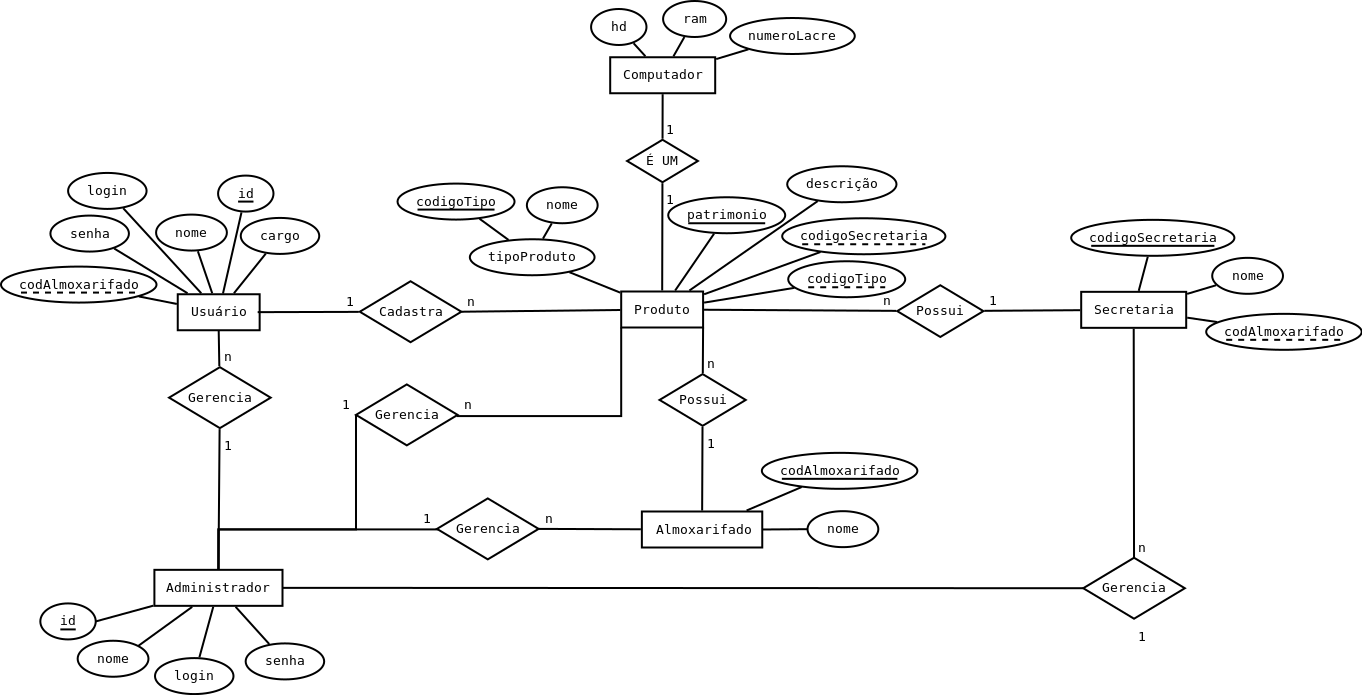 hd
ram
numeroLacre
Computador
1
É UM
1
login
id
senha
nome
cargo
codAlmoxarifado
Usuário
codigoTipo
nome
tipoProduto
patrimonio
descrição
codigoSecretaria
codigoTipo
Produto
codigoSecretaria
nome
codAlmoxarifado
Secretaria
1
Cadastra
n
n
Possui
1
n
Gerencia
1
1
Gerencia
n
n
Possui
1
codAlmoxarifado
nome
Almoxarifado
1
Gerencia
n
n
Gerencia
1
Administrador
id
nome
login
senha